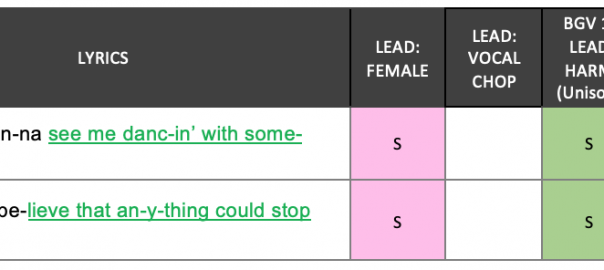 LYRICS
LEAD:
FEMALE
LEAD:
VOCAL
CHOP
BGV 1
LEAD
HARM
(Uniso
n-na see me danc-in’ with some-
S
S
be-lieve that an-y-thing could stop
S
S